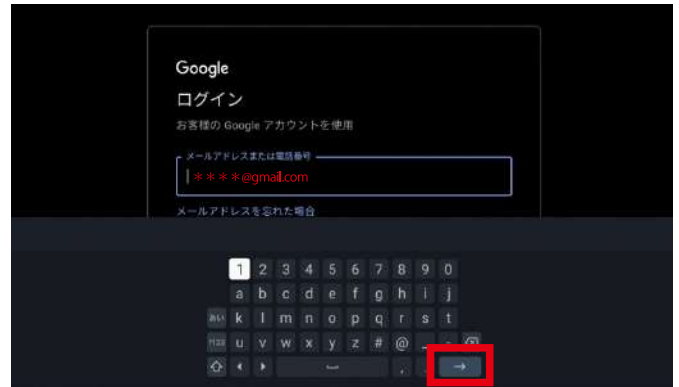 Google
ログイン
お客様の Google アカウントを使用
メールアドレスまたは電話番号
＊＊＊＊@gmail.com
メールアドレスを忘れた場合
1 2 3 4 5 6 7 8 9 0
a b c d e f g h i j
あい k l m n o p q r s t
u v w x y z # @ _ -
, .